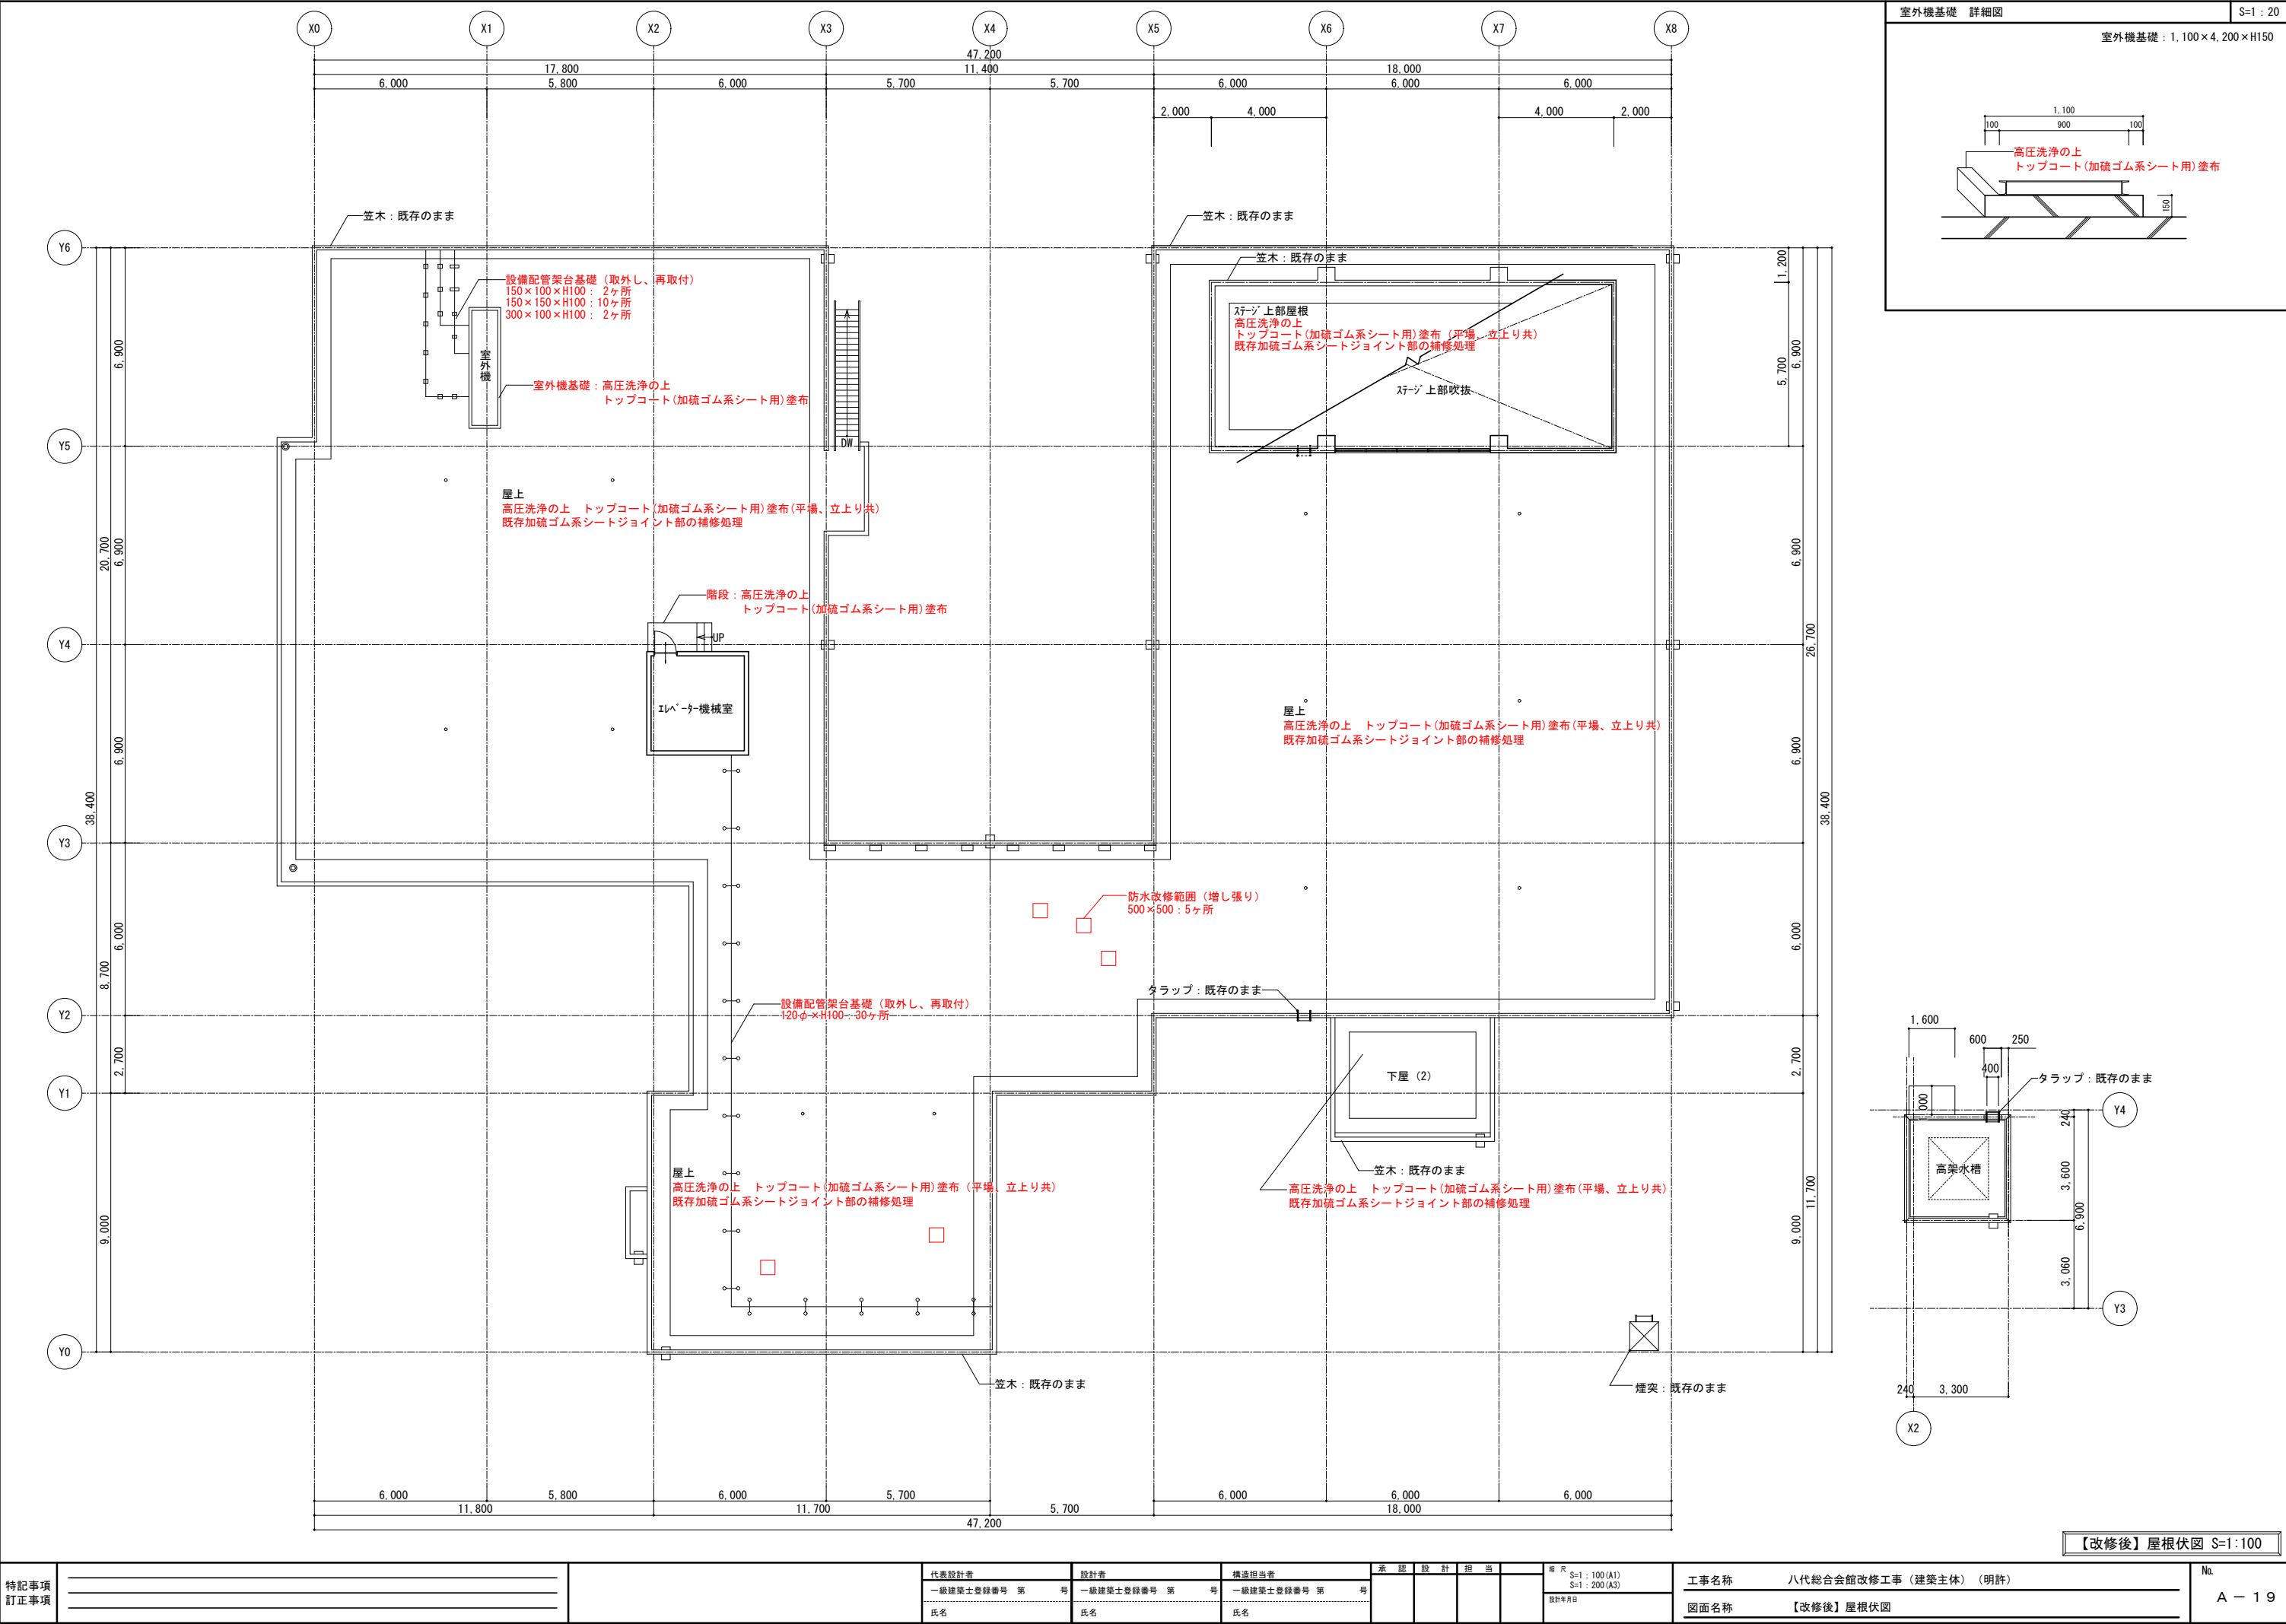 X0
X1
X2
X3
X4
X5
X6
X7
X8
47,200
17,800
11,400
18,000
6,000
5,800
6,000
5,700
5,700
6,000
6,000
6,000
2,000
4,000
4,000
2,000
室外機基礎　詳細図
S=1：20
室外機基礎：1,100×4,200×H150
1,100
100
900
100
高圧洗浄の上
トップコート(加硫ゴム系シート用)塗布
150
笠木：既存のまま
笠木：既存のまま
笠木：既存のまま
Y6
Y5
Y4
Y3
Y2
Y1
Y0
6,900
6,900
6,900
6,000
2,700
20,700
8,700
9,000
38,400
設備配管架台基礎（取外し、再取付）
150×100×H100：　2ヶ所
150×150×H100：10ヶ所
300×100×H100：　2ヶ所
室外機
室外機基礎：高圧洗浄の上
トップコート(加硫ゴム系シート用)塗布
DW
ｽﾃｰｼﾞ上部屋根
高圧洗浄の上
トップコート(加硫ゴム系シート用)塗布（平場、立上り共）
既存加硫ゴム系シートジョイント部の補修処理
ｽﾃｰｼﾞ上部吹抜
1,200
5,700
6,900
6,900
6,900
6,000
2,700
9,000
26,700
11,700
38,400
屋上
高圧洗浄の上　トップコート(加硫ゴム系シート用)塗布(平場、立上り共)
既存加硫ゴム系シートジョイント部の補修処理
階段：高圧洗浄の上
トップコート(加硫ゴム系シート用)塗布
UP
ｴﾚﾍﾞｰﾀｰ機械室
屋上
高圧洗浄の上　トップコート(加硫ゴム系シート用)塗布(平場、立上り共)
既存加硫ゴム系シートジョイント部の補修処理
防水改修範囲（増し張り）
500×500：5ヶ所
タラップ：既存のまま
設備配管架台基礎（取外し、再取付）
120φ×H100：30ヶ所
下屋（2）
笠木：既存のまま
高圧洗浄の上　トップコート(加硫ゴム系シート用)塗布(平場、立上り共)
既存加硫ゴム系シートジョイント部の補修処理
屋上
高圧洗浄の上　トップコート(加硫ゴム系シート用)塗布（平場、立上り共）
既存加硫ゴム系シートジョイント部の補修処理
笠木：既存のまま
煙突：既存のまま
1,600
600
250
400
タラップ：既存のまま
Y4
240
高架水槽
3,600
6,900
3,060
Y3
240
3,300
X2
6,000
5,800
6,000
5,700
6,000
6,000
6,000
11,800
11,700
5,700
18,000
47,200
【改修後】屋根伏図 S=1:100
特記事項
訂正事項
代表設計者
一級建築士登録番号　第　　　号
氏名
設計者
一級建築士登録番号　第　　　号
氏名
構造担当者
一級建築士登録番号　第　　　号
氏名
承　認
設　計
担　当
縮 尺
S=1：100(A1)
S=1：200(A3)
設計年月日
工事名称
八代総合会館改修工事（建築主体）（明許）
図面名称
【改修後】屋根伏図
No.
A－19